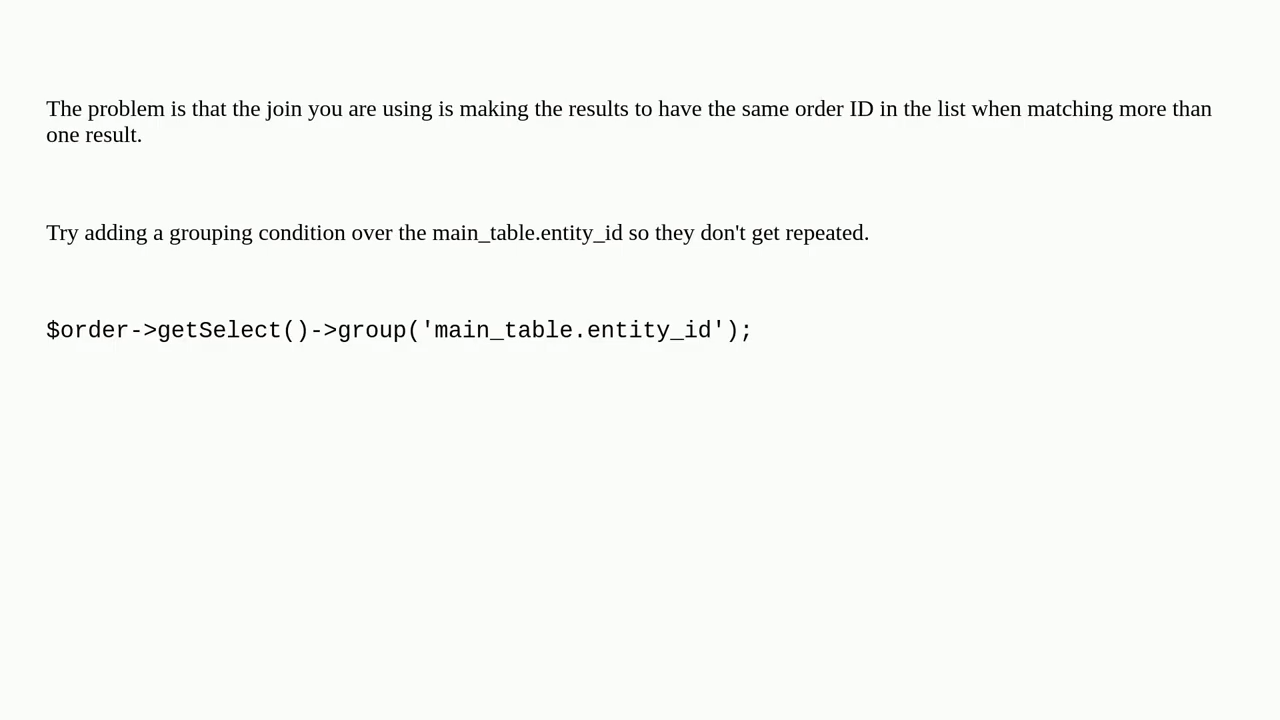 The problem is that the join you are using is making the results to have the same order ID in the list when matching more than
one result.
Try adding a grouping condition over the main_table.entity_id so they don't get repeated.
$order->getSelect()->group('main_table.entity_id');